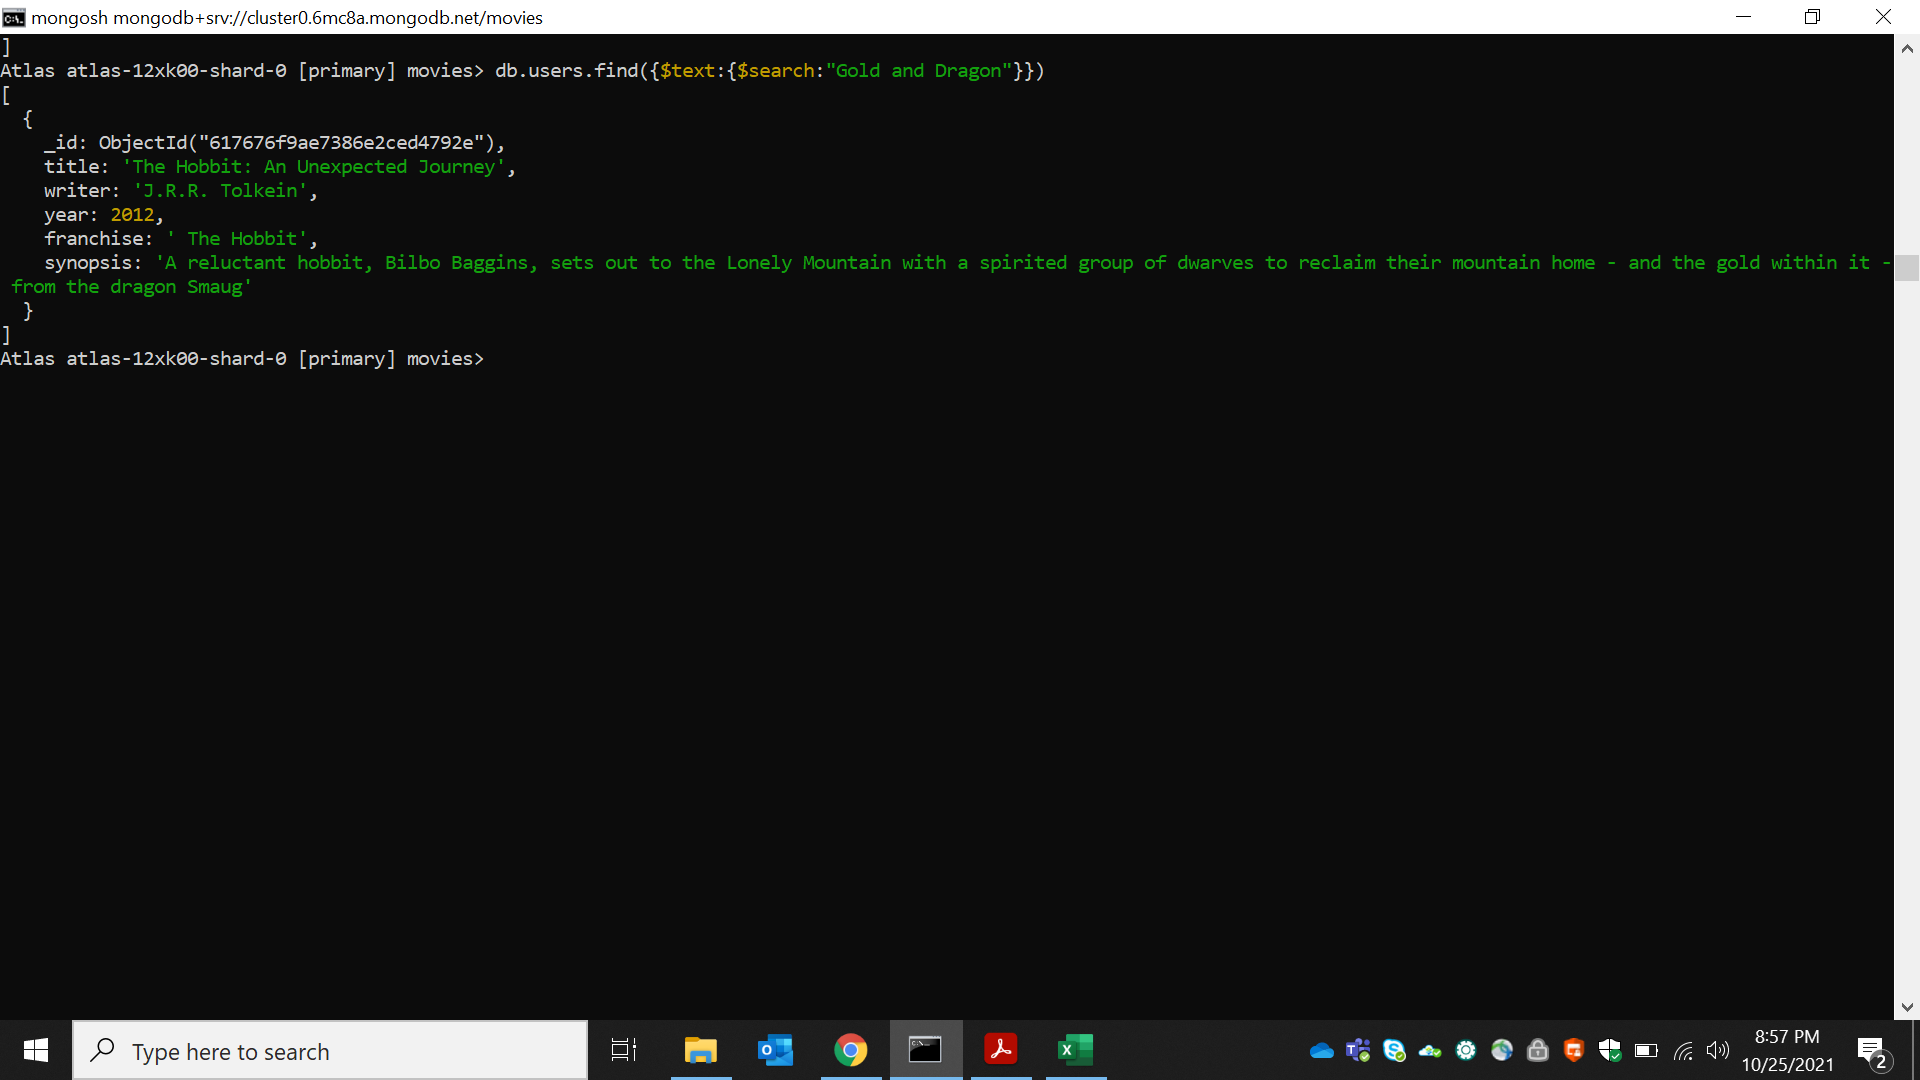 mongosh mongodb+srv://cluster0.6mc8a.mongodb.net/movies
]
Atlas atlas-12xk00-shard-0 [primary] movies> db.users.find({$text:{$search:"Gold and Dragon"}})
[
  {
    _id: ObjectId("617676f9ae7386e2ced4792e"),
    title: 'The Hobbit: An Unexpected Journey',
    writer: 'J.R.R. Tolkein',
    year: 2012,
    franchise: ' The Hobbit',
    synopsis: 'A reluctant hobbit, Bilbo Baggins, sets out to the Lonely Mountain with a spirited group of dwarves to reclaim their mountain home - and the gold within it -
 from the dragon Smaug'
  }
]
Atlas atlas-12xk00-shard-0 [primary] movies>
Type here to search
8:57 PM
10/25/2021
2